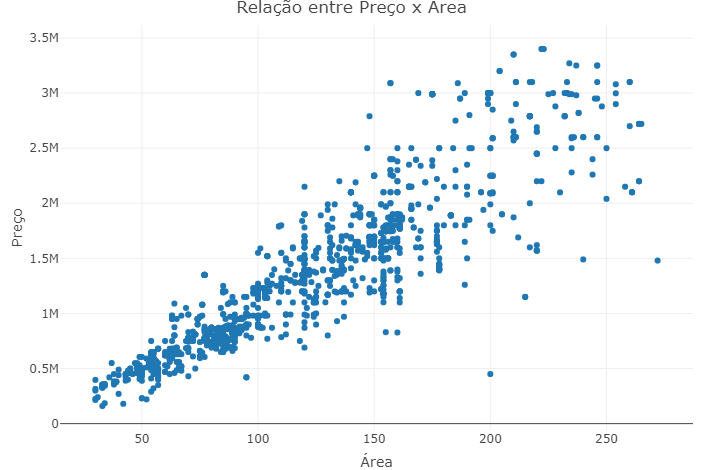 Relação entre Preço x Área
3.5M
3M
2.5M
2M
1.5M
1M
0.5M
0
Preço
50
100
150
200
250
Área